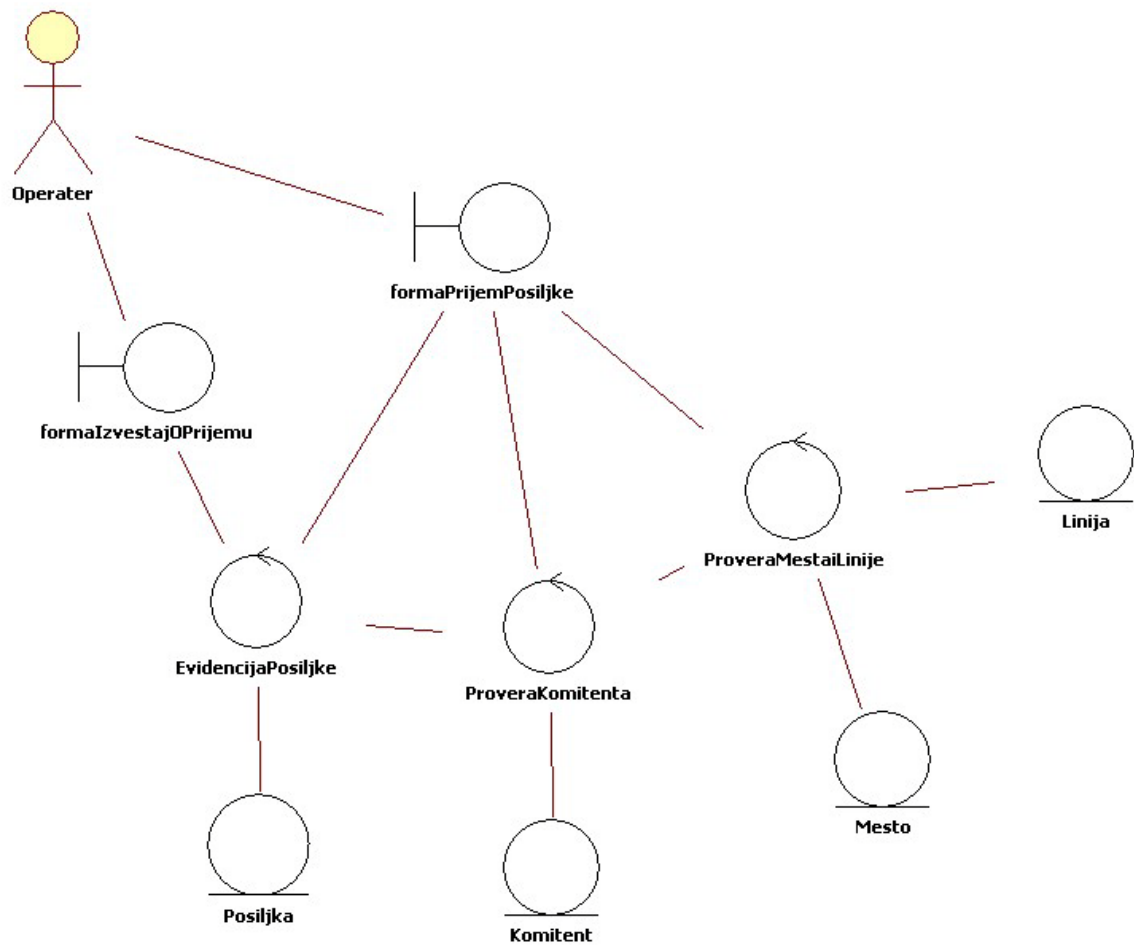 Operater
formaPrijemPosiljke
formaIzvestajOPrijemu
Linija
ProveraMestaiLinije
EvidencijaPosiljke
ProveraKomitenta
Mesto
Posiljka
Komitent